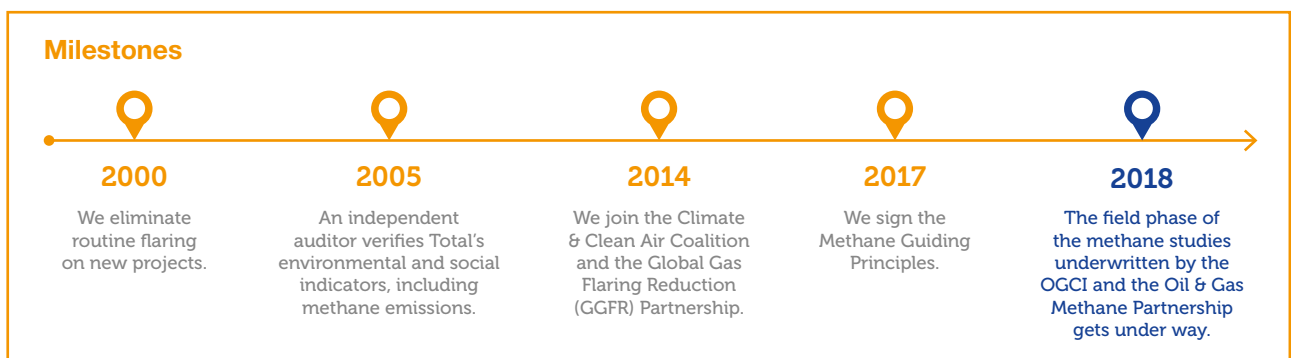 Milestones
2000
We eliminate
routine flaring
on new projects.
2005
An independent
auditor verifies Total’s
environmental and social
indicators, including
methane emissions.
2014
We join the Climate
& Clean Air Coalition
and the Global Gas
Flaring Reduction
(GGFR) Partnership.
2017
We sign the
Methane Guiding
Principles.
2018
The field phase of
the methane studies
underwritten by the
OGCI and the Oil & Gas
Methane Partnership
gets under way.